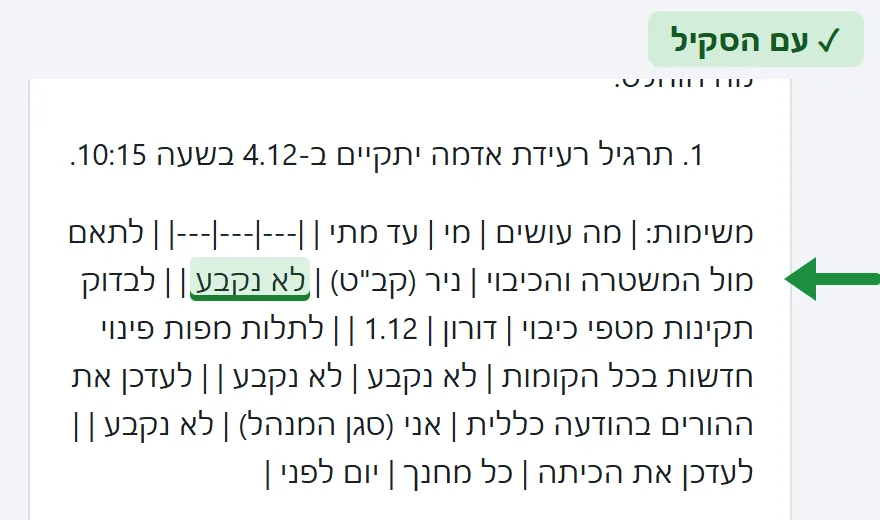 ✓ עם הסקיל
1. תרגיל רעידת אדמה יתקיים ב-4.12 בשעה 10:15.
משימות: | מה עושים | מי | עד מתי | |---|---|---| | לתאם
מול המשטרה והכיבוי | ניר (קב"ט) | לא נקבע | | לבדוק
תקינות מטפי כיבוי | דורון | 1.12 | | לתלות מפות פינוי
חדשות בכל הקומות | לא נקבע | לא נקבע | | לעדכן את
ההורים בהודעה כללית | אני (סגן המנהל) | לא נקבע | |
לעדכן את הכיתה | כל מחנך | יום לפני |